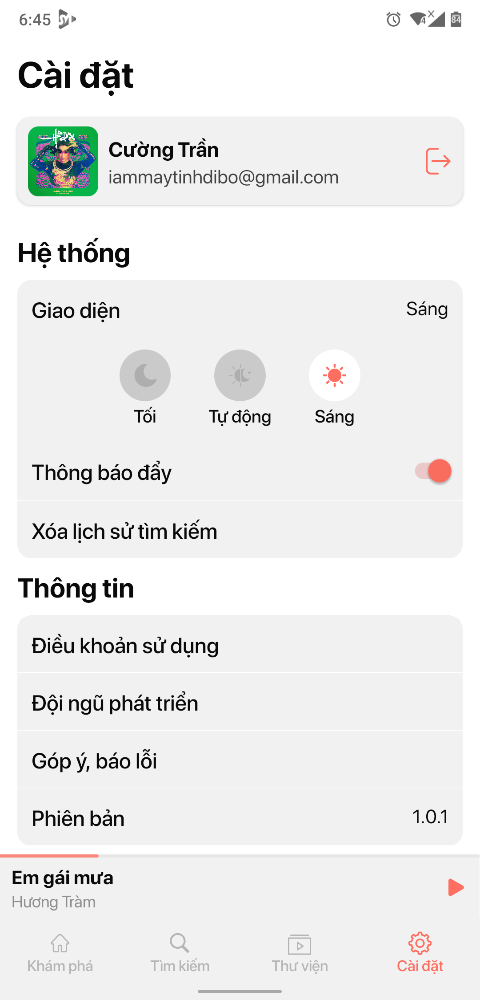 6:45
84
Cài đặt
Cường Trần
iammaytinhdibo@gmail.com
Hệ thống
Giao diện
Sáng
Tối
Tự động
Sáng
Thông báo đẩy
Xóa lịch sử tìm kiếm
Thông tin
Điều khoản sử dụng
Đội ngũ phát triển
Góp ý, báo lỗi
Phiên bản
1.0.1
Em gái mưa
Hương Tràm
Khám phá
Tìm kiếm
Thư viện
Cài đặt